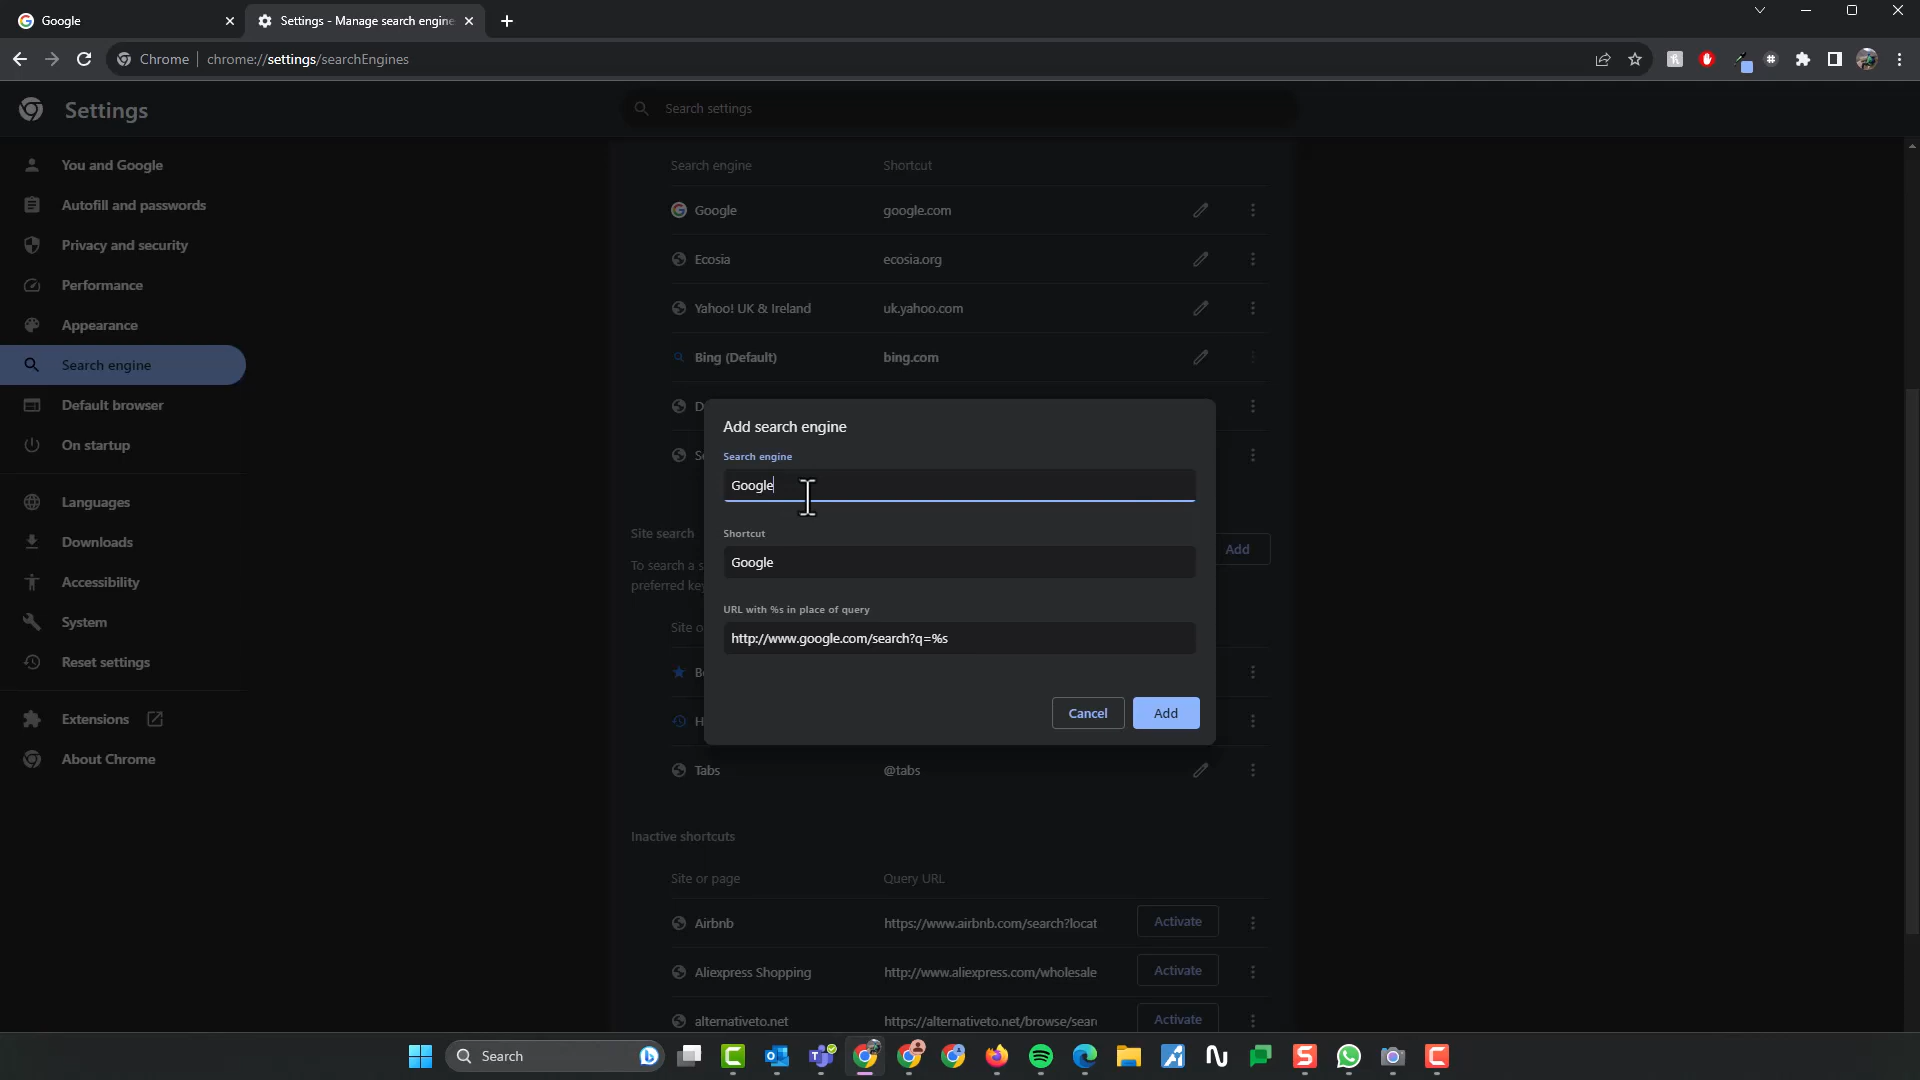 Google
Settings - Manage search engine
Chrome
chrome://settings/searchEngines
Settings
Search settings
You and Google
Autofill and passwords
Privacy and security
Performance
Appearance
Search engine
Default browser
On startup
Languages
Downloads
Accessibility
System
Reset settings
Extensions
About Chrome
Search engine Shortcut
Google google.com
Ecosia ecosia.org
Yahoo! UK & Ireland uk.yahoo.com
Bing (Default) bing.com
D
Se
Add search engine
Search engine
Google
Shortcut
Google
URL with %s in place of query
http://www.google.com/search?q=%s
Cancel Add
Site search Add
To search a s
preferred key
Site o
Bo
H
Tabs @tabs
Inactive shortcuts
Site or page Query URL
Airbnb https://www.airbnb.com/search?locat Activate
Aliexpress Shopping http://www.aliexpress.com/wholesale Activate
alternativeto.net https://alternativeto.net/browse/sear Activate
Search